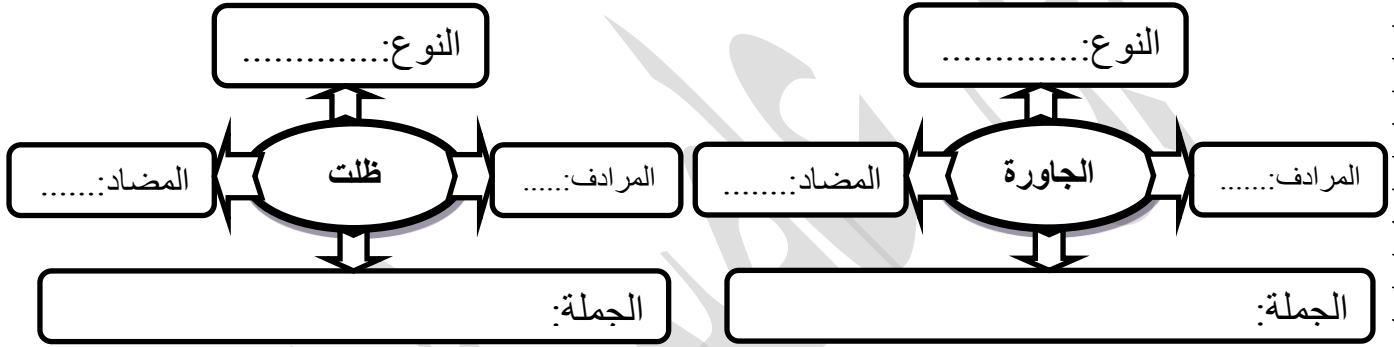 النوع:.............. النوع:..............
المرادف:...... الجاورة المضاد:....... المرادف:..... ظلت المضاد:......
الجملة: الجملة: